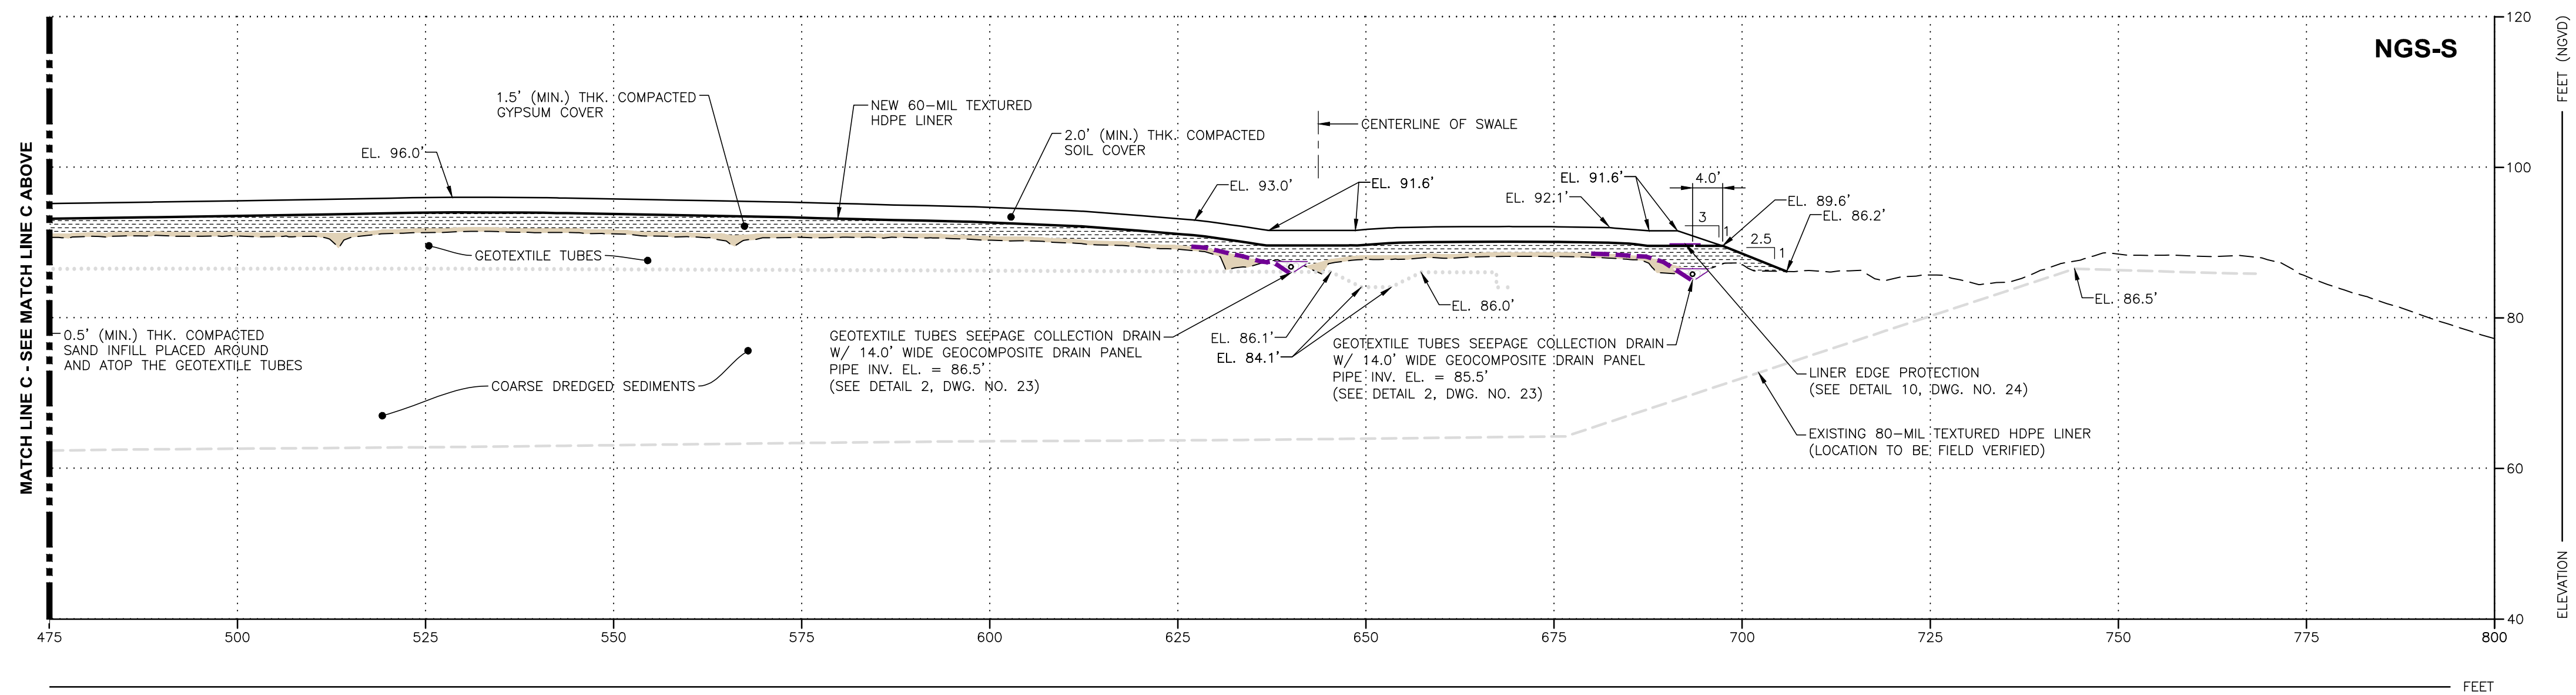 120
FEET (NGVD)
NGS-S
1.5' (MIN.) THK. COMPACTED
GYPSUM COVER
NEW 60-MIL TEXTURED
HDPE LINER
2.0' (MIN.) THK. COMPACTED
SOIL COVER
CENTERLINE OF SWALE
EL. 96.0'
100
EL. 93.0'
EL. 91.6'
EL. 92.1'
EL. 91.6'
4.0'
EL. 89.6'
EL. 86.2'
3
1
2.5
1
GEOTEXTILE TUBES
MATCH LINE C - SEE MATCH LINE C ABOVE
0.5' (MIN.) THK. COMPACTED
SAND INFILL PLACED AROUND
AND ATOP THE GEOTEXTILE TUBES
COARSE DREDGED SEDIMENTS
GEOTEXTILE TUBES SEEPAGE COLLECTION DRAIN
W/ 14.0' WIDE GEOCOMPOSITE DRAIN PANEL
PIPE INV. EL. = 86.5'
(SEE DETAIL 2, DWG. NO. 23)
EL. 86.1'
EL. 84.1'
EL. 86.0'
GEOTEXTILE TUBES SEEPAGE COLLECTION DRAIN
W/ 14.0' WIDE GEOCOMPOSITE DRAIN PANEL
PIPE INV. EL. = 85.5'
(SEE DETAIL 2, DWG. NO. 23)
EL. 86.5'
80
LINER EDGE PROTECTION
(SEE DETAIL 10, DWG. NO. 24)
EXISTING 80-MIL TEXTURED HDPE LINER
(LOCATION TO BE FIELD VERIFIED)
60
ELEVATION
40
475 500 525 550 575 600 625 650 675 700 725 750 775 800
FEET